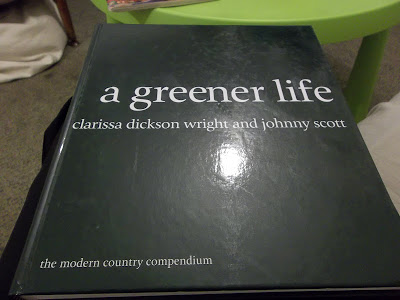 a greener life
clarissa dickson wright and johnny scott
the modern country compendium